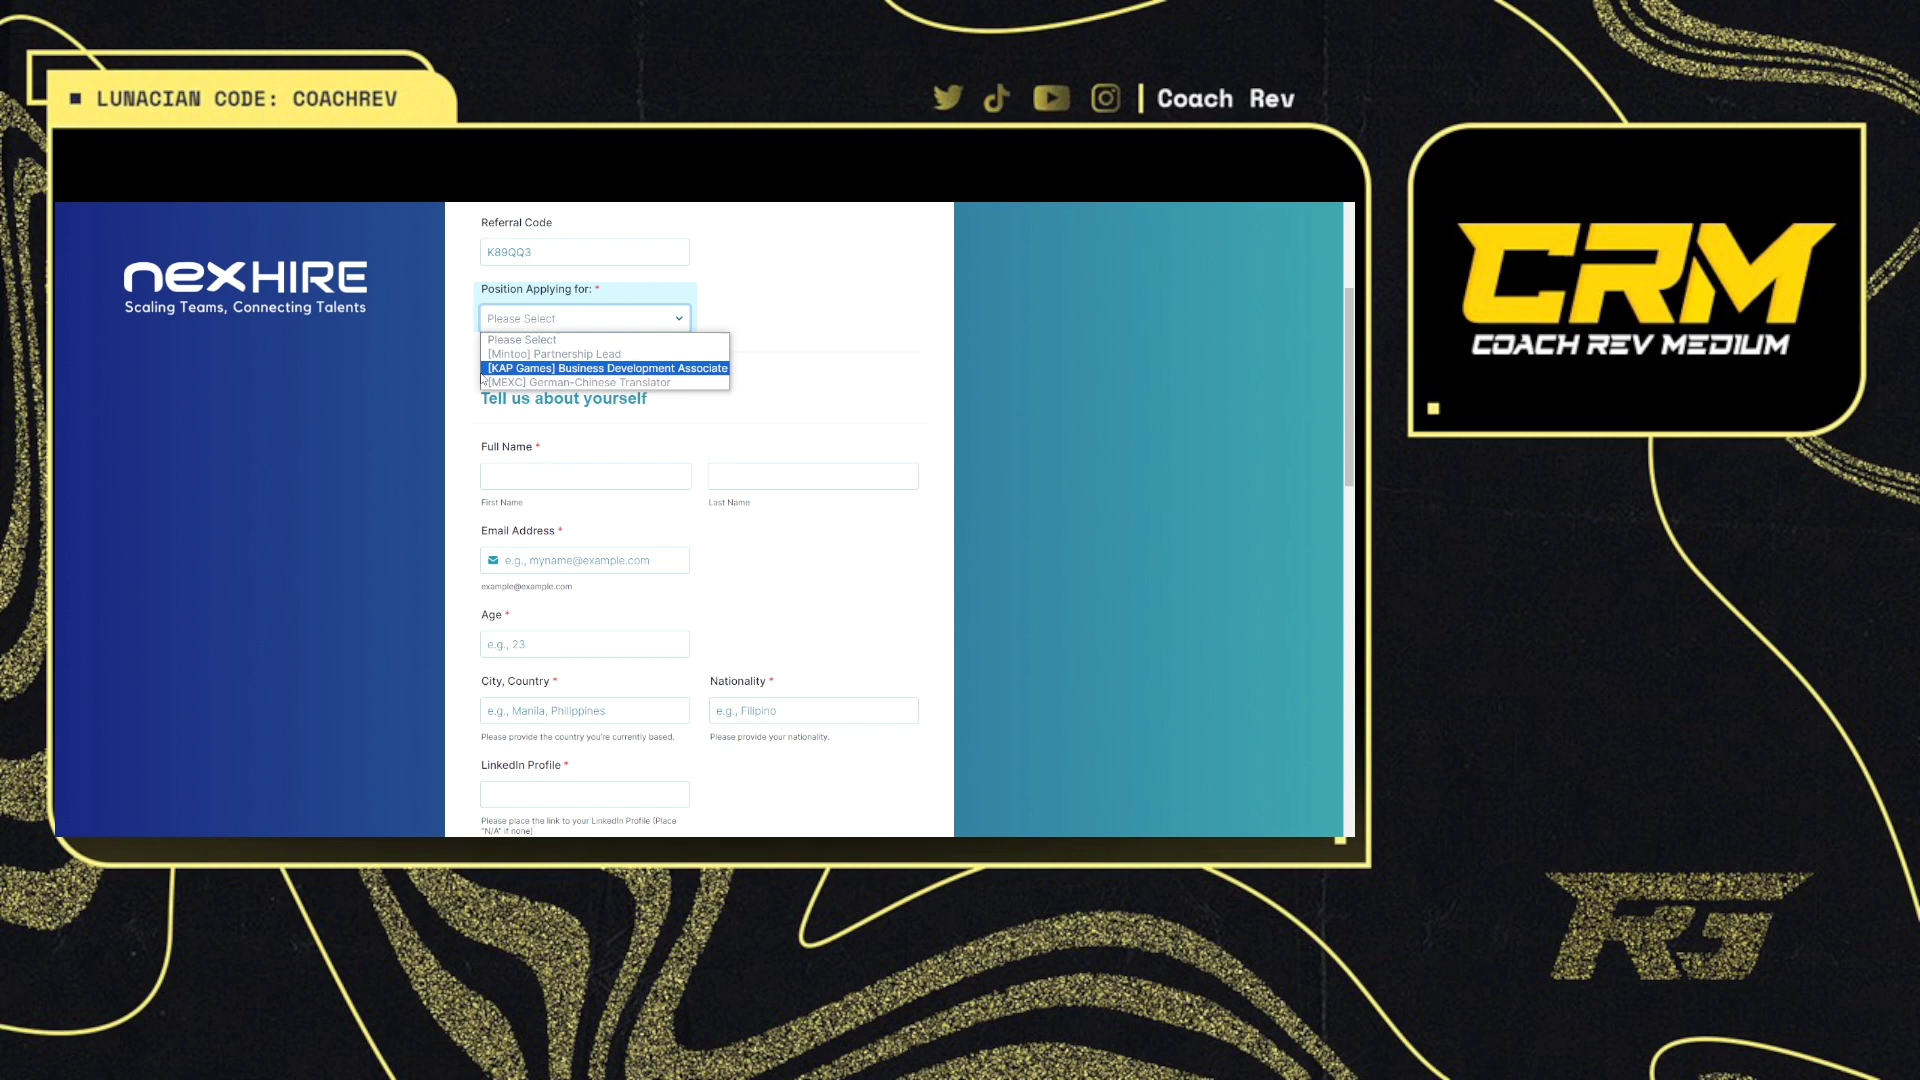 LUNACIAN CODE: COACHREV
Coach Rev
nexHIRE
Scaling Teams, Connecting Talents
Referral Code
K89QQ3
Position Applying for: *
Please Select
Please Select
[Mintoo] Partnership Lead
[KAP Games] Business Development Associate
[MEXC] German-Chinese Translator
Tell us about yourself
Full Name *
First Name
Last Name
Email Address *
e.g., myname@example.com
example@example.com
Age *
e.g., 23
City, Country *
Nationality *
e.g., Manila, Philippines
e.g., Filipino
Please provide the country you're currently based.
Please provide your nationality.
LinkedIn Profile *
Please place the link to your LinkedIn Profile (Place
"N/A" if none)
CRM
COACH REV MEDIUM